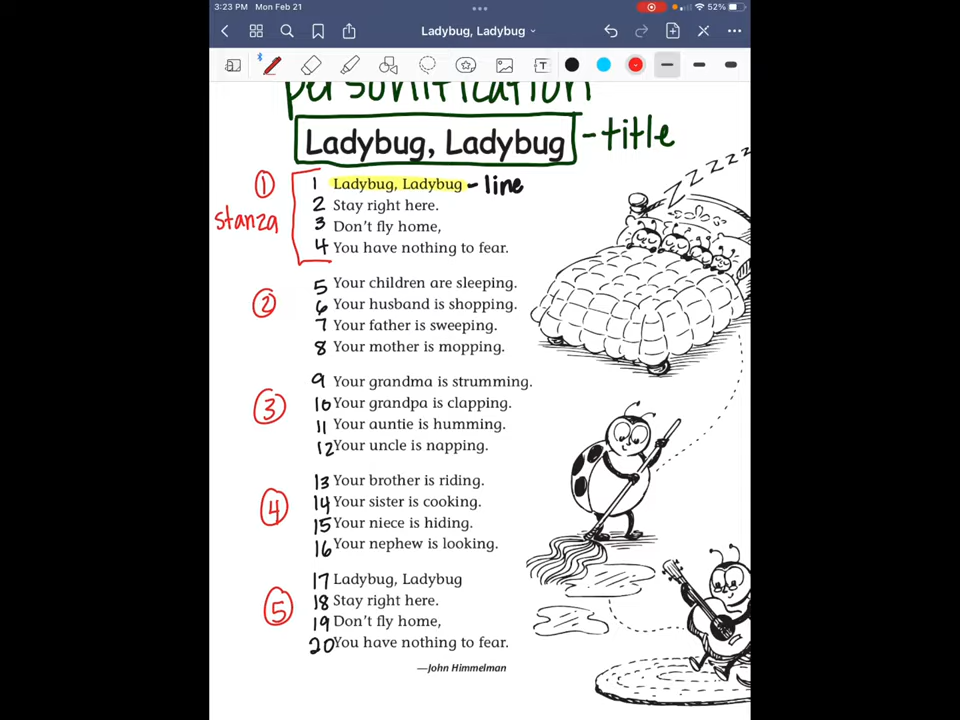 3:23 PM Mon Feb 21
52%
Ladybug, Ladybug
personification
Ladybug, Ladybug - title
zzzzzz
1 1 Ladybug, Ladybug - line
stanza 2 Stay right here.
3 Don't fly home,
4 You have nothing to fear.
5 Your children are sleeping.
2 6 Your husband is shopping.
7 Your father is sweeping.
8 Your mother is mopping.
9 Your grandma is strumming.
3 10 Your grandpa is clapping.
11 Your auntie is humming.
12 Your uncle is napping.
13 Your brother is riding.
4 14 Your sister is cooking.
15 Your niece is hiding.
16 Your nephew is looking.
17 Ladybug, Ladybug
5 18 Stay right here.
19 Don't fly home,
20 You have nothing to fear.
—John Himmelman